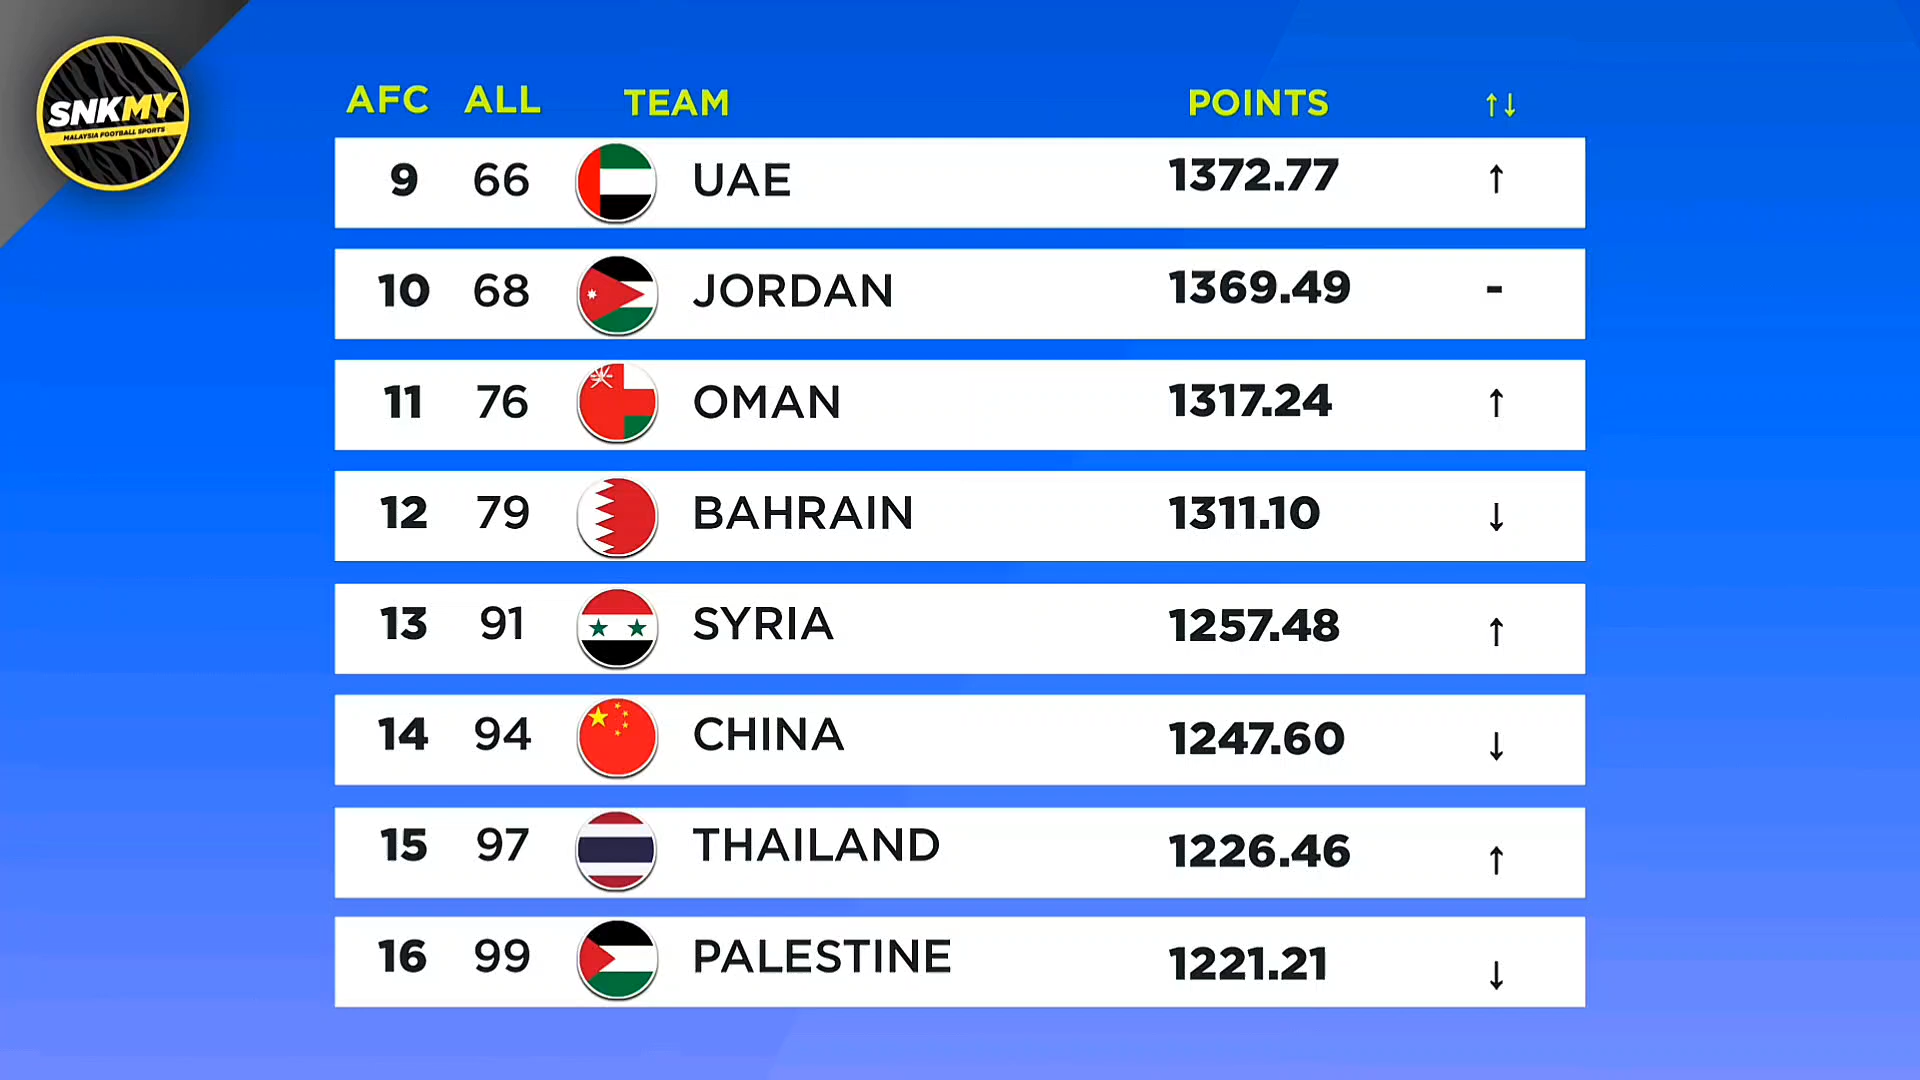 SNKMY
MALAYSIA FOOTBALL SPORTS
AFC ALL TEAM POINTS ↑↓
9 66 UAE 1372.77 ↑
10 68 JORDAN 1369.49 -
11 76 OMAN 1317.24 ↑
12 79 BAHRAIN 1311.10 ↓
13 91 SYRIA 1257.48 ↑
14 94 CHINA 1247.60 ↓
15 97 THAILAND 1226.46 ↑
16 99 PALESTINE 1221.21 ↓